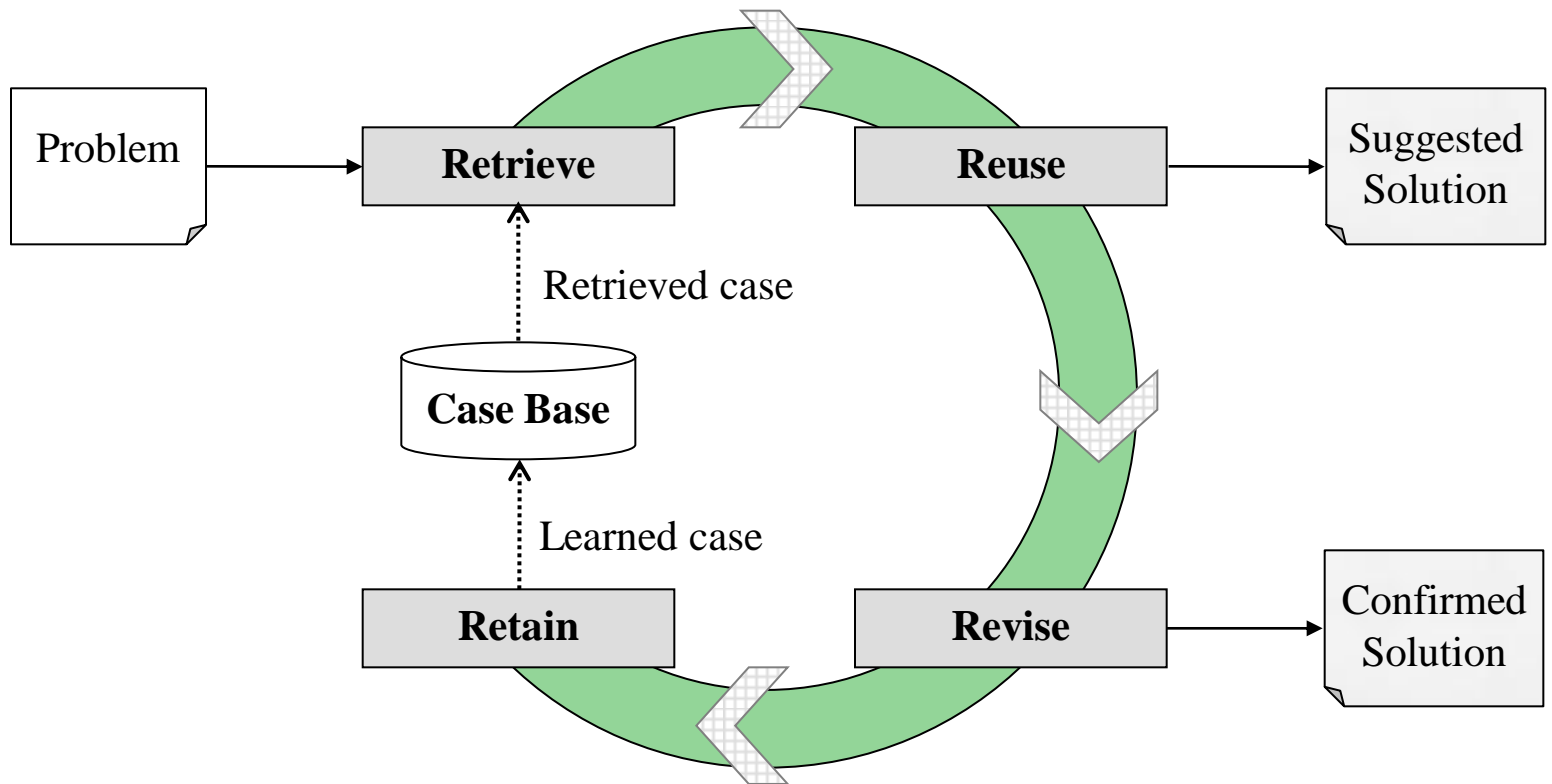 Problem
Retrieve
Reuse
Suggested
Solution
Retrieved case
Case Base
Learned case
Retain
Revise
Confirmed
Solution